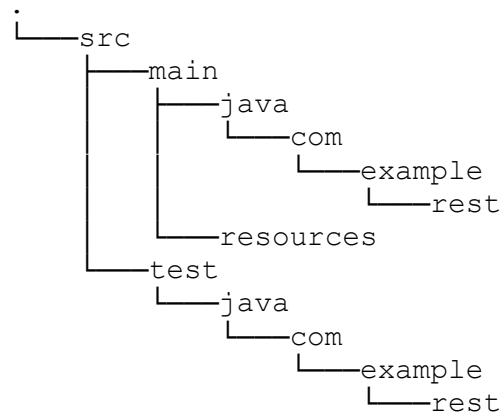 .
src
main
java
com
example
rest
resources
test
java
com
example
rest